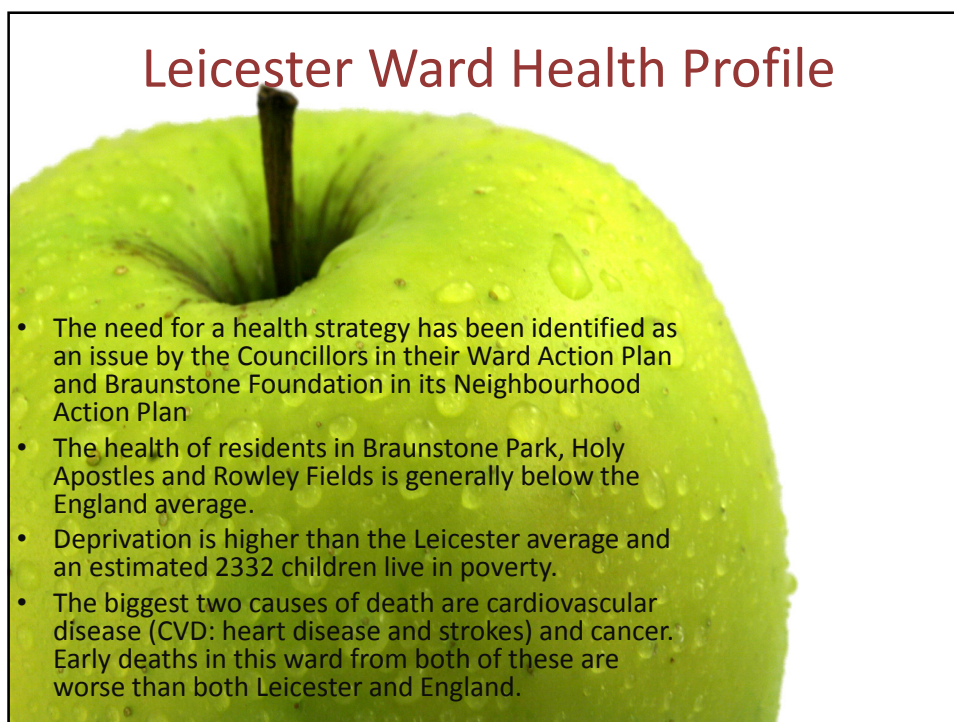 Leicester Ward Health Profile
• The need for a health strategy has been identified as
an issue by the Councillors in their Ward Action Plan
and Braunstone Foundation in its Neighbourhood
Action Plan
• The health of residents in Braunstone Park, Holy
Apostles and Rowley Fields is generally below the
England average.
• Deprivation is higher than the Leicester average and
an estimated 2332 children live in poverty.
• The biggest two causes of death are cardiovascular
disease (CVD: heart disease and strokes) and cancer.
Early deaths in this ward from both of these are
worse than both Leicester and England.